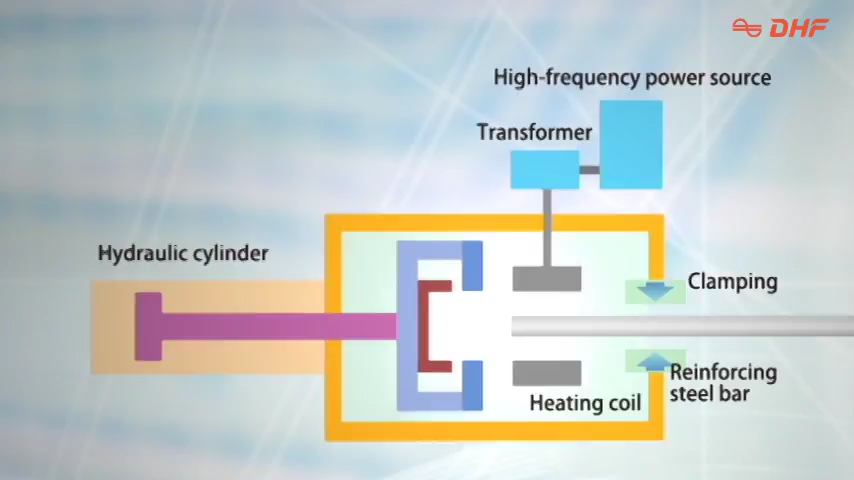 DHF
High-frequency power source
Transformer
Hydraulic cylinder
Clamping
Reinforcing
steel bar
Heating coil